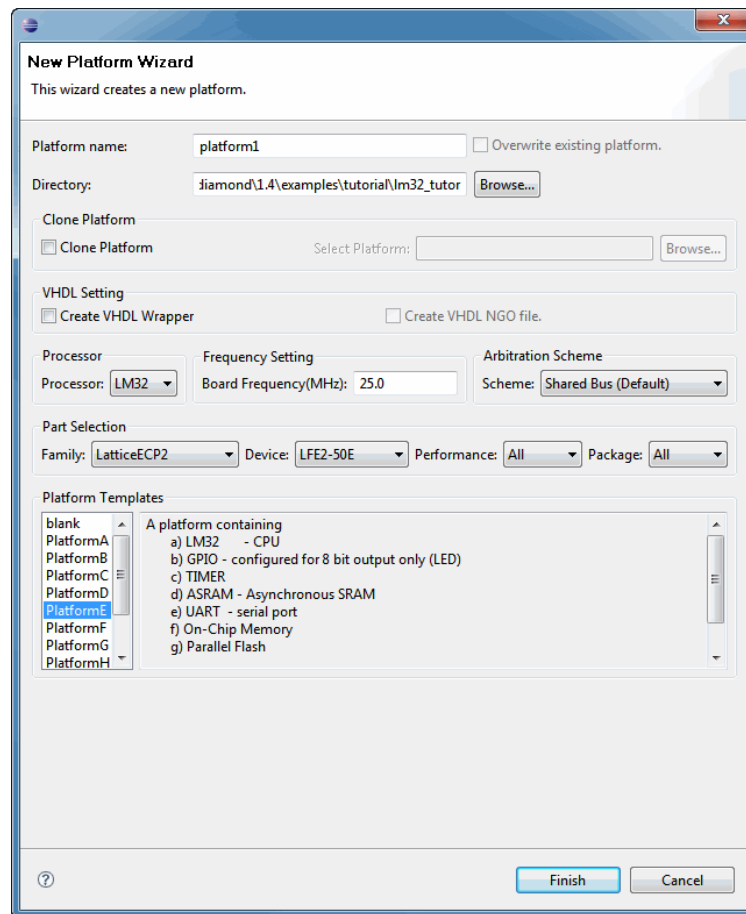 New Platform Wizard
This wizard creates a new platform.
Platform name: platform1 Overwrite existing platform.
Directory: diamond\1.4\examples\tutorial\lm32_tutor Browse...
Clone Platform
Clone Platform Select Platform: Browse...
VHDL Setting
Create VHDL Wrapper Create VHDL NGO file.
Processor Frequency Setting Arbitration Scheme
Processor: LM32 Board Frequency(MHz): 25.0 Scheme: Shared Bus (Default)
Part Selection
Family: LatticeECP2 Device: LFE2-50E Performance: All Package: All
Platform Templates
blank
PlatformA
PlatformB
PlatformC
PlatformD
PlatformE
PlatformF
PlatformG
PlatformH
A platform containing
a) LM32 - CPU
b) GPIO - configured for 8 bit output only (LED)
c) TIMER
d) ASRAM - Asynchronous SRAM
e) UART - serial port
f) On-Chip Memory
g) Parallel Flash
? Finish Cancel